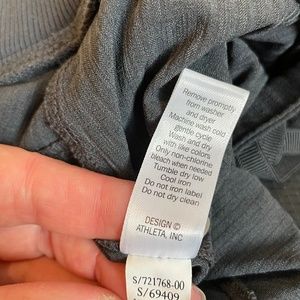 Remove promptly
from washer
and dryer
Machine wash cold
gentle cycle
Wash and dry
with like colors
Only non-chlorine
bleach when needed
Tumble dry low
Cool iron
Do not iron label
Do not dry clean
DESIGN ©
ATHLETA, INC.
S/721768-00
S/69409